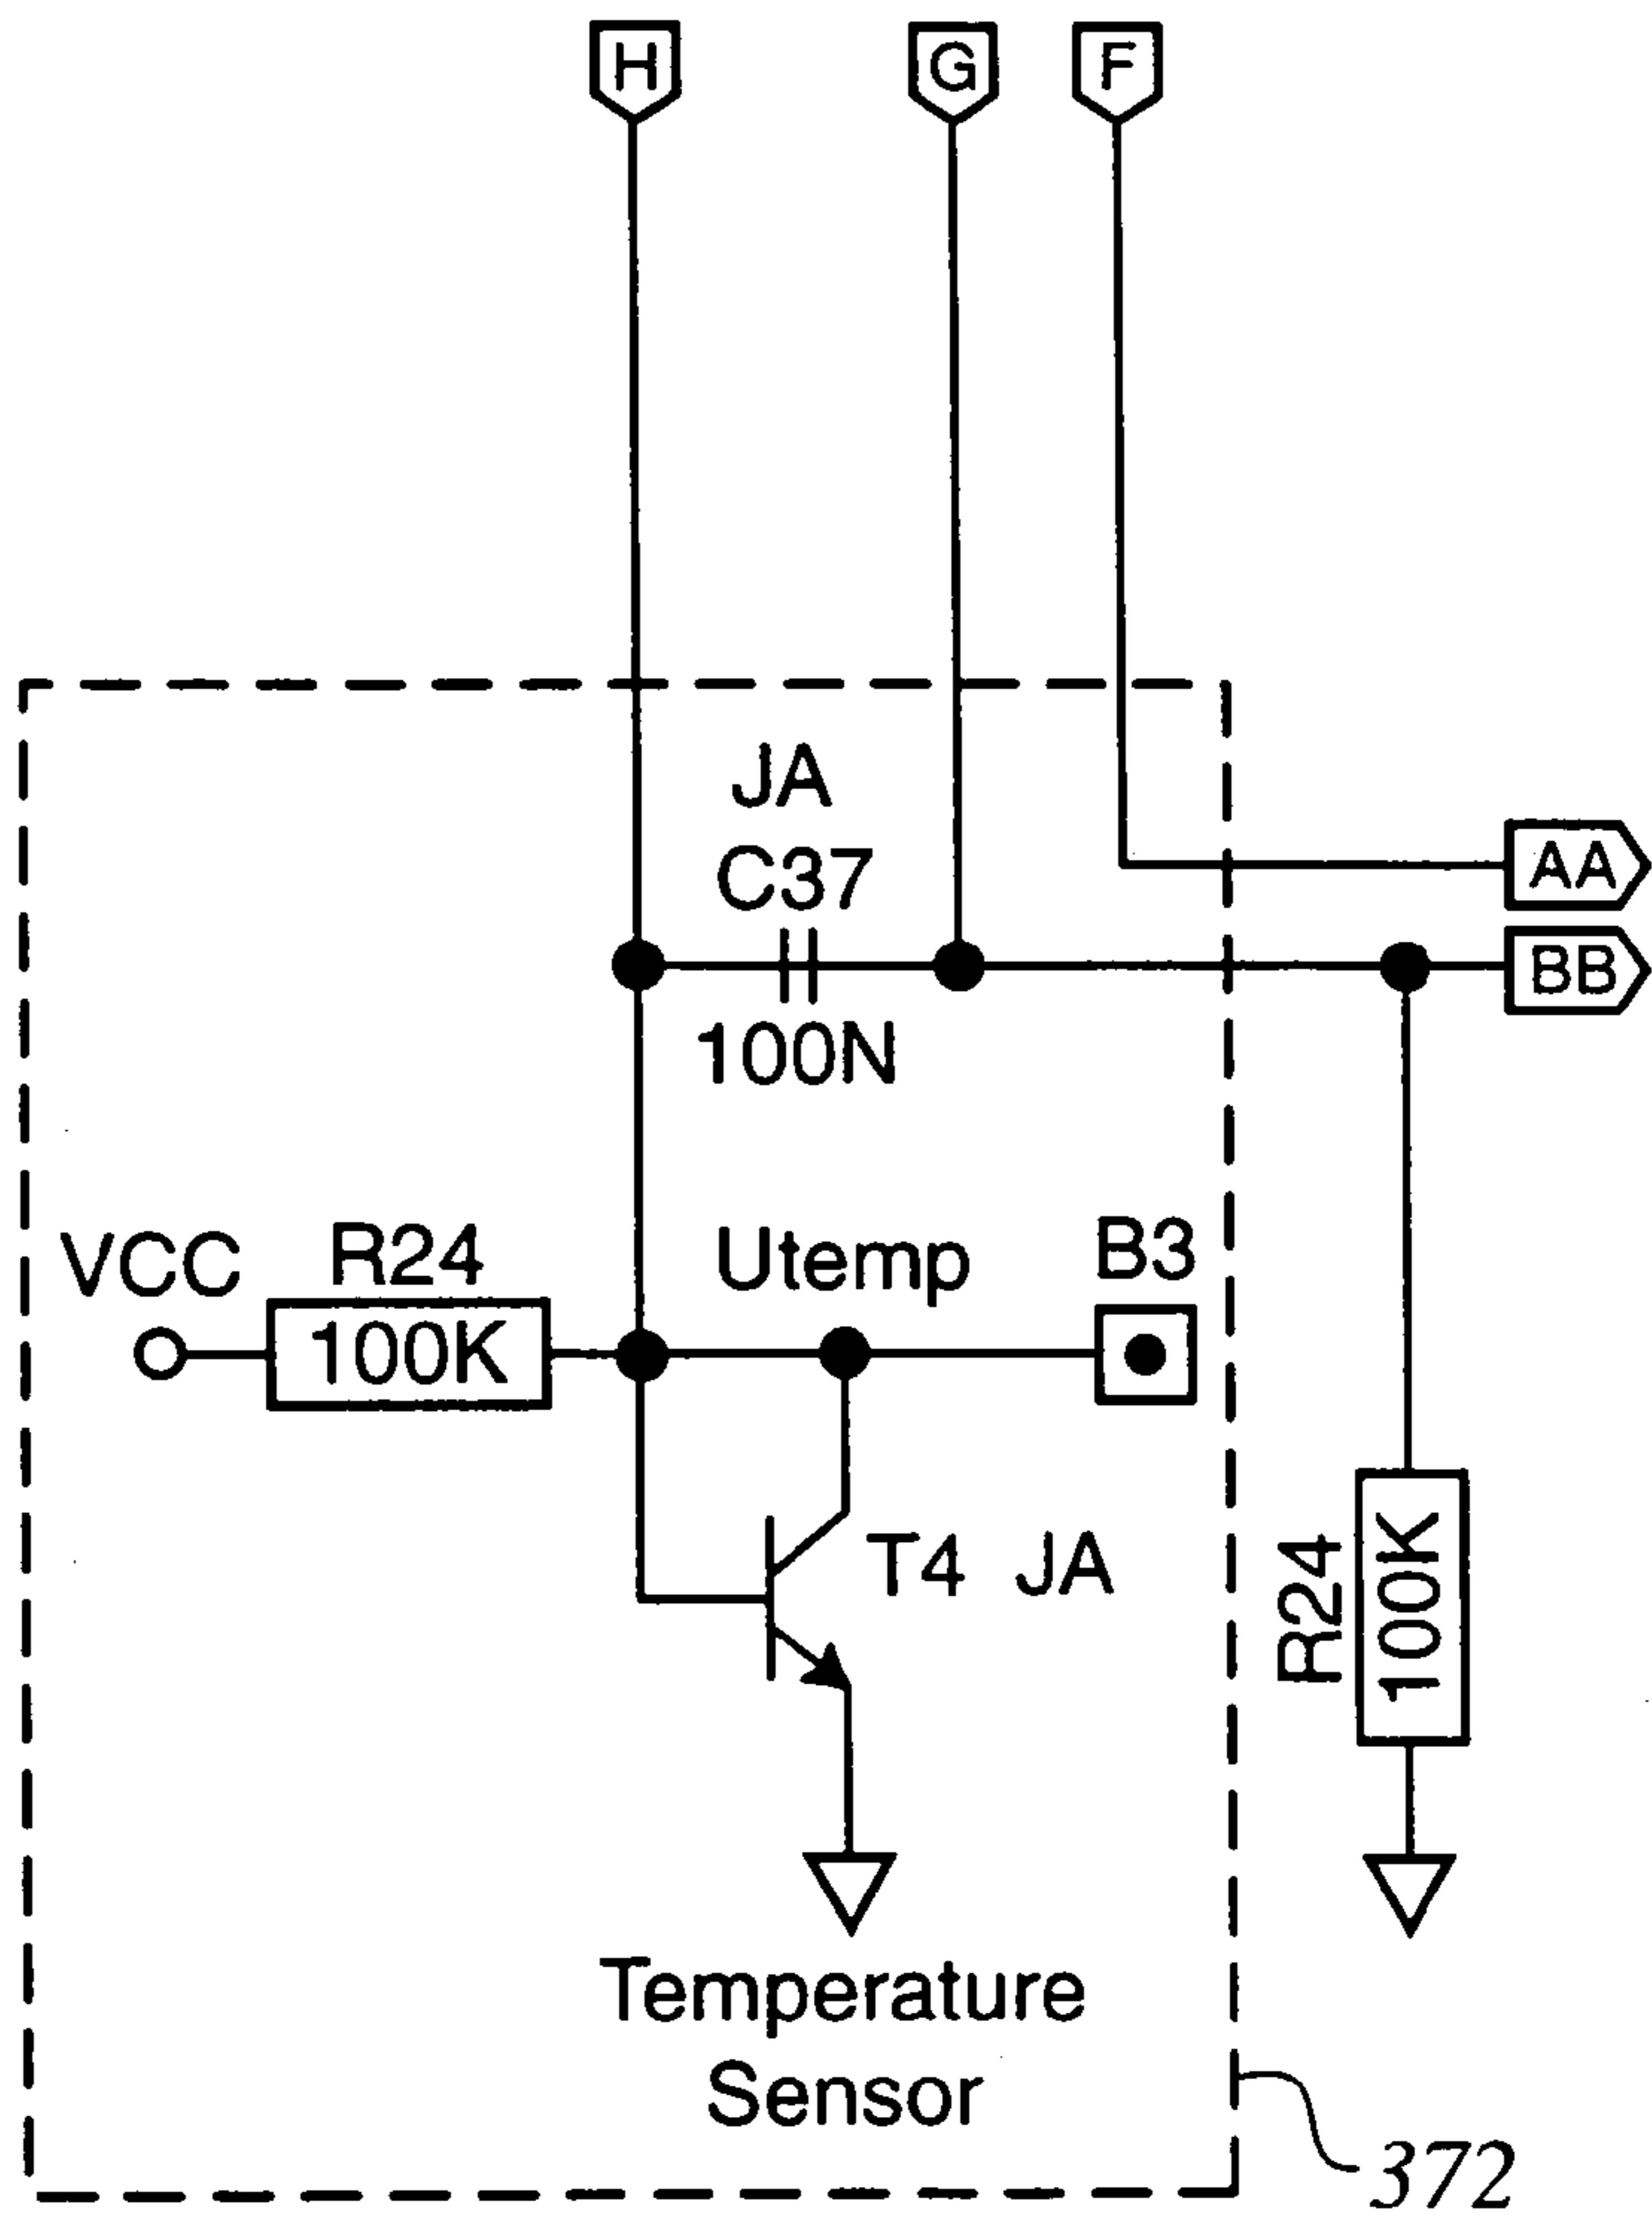 H G F
JA
C37
AA
BB
100N
VCC R24 Utemp B3
100K
T4 JA
R24
100K
Temperature
Sensor
372